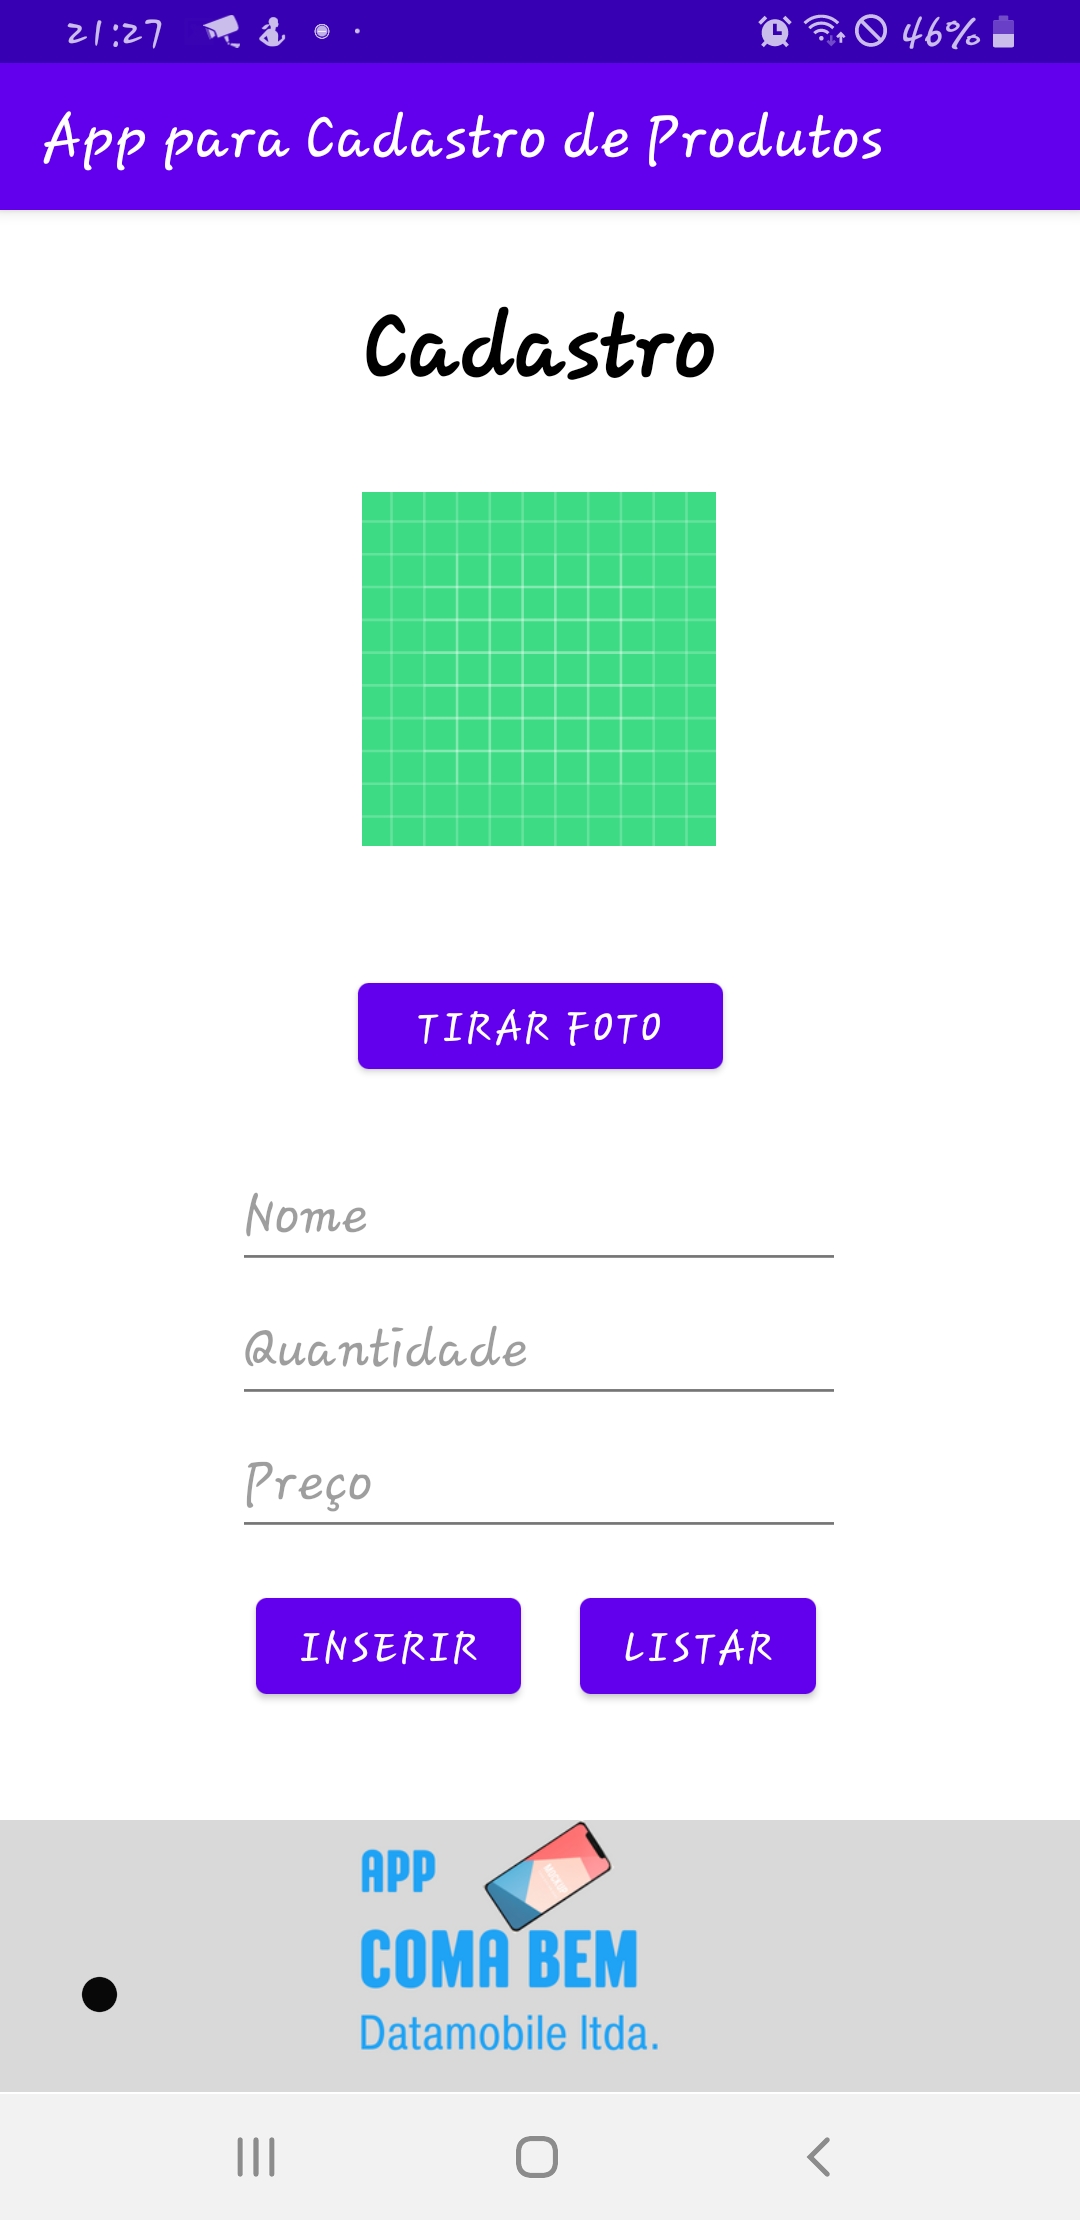 21:27
46%
App para Cadastro de Produtos
Cadastro
TIRAR FOTO
Nome
Quantidade
Preço
INSERIR LISTAR
APP
COMA BEM
Datamobile ltda.